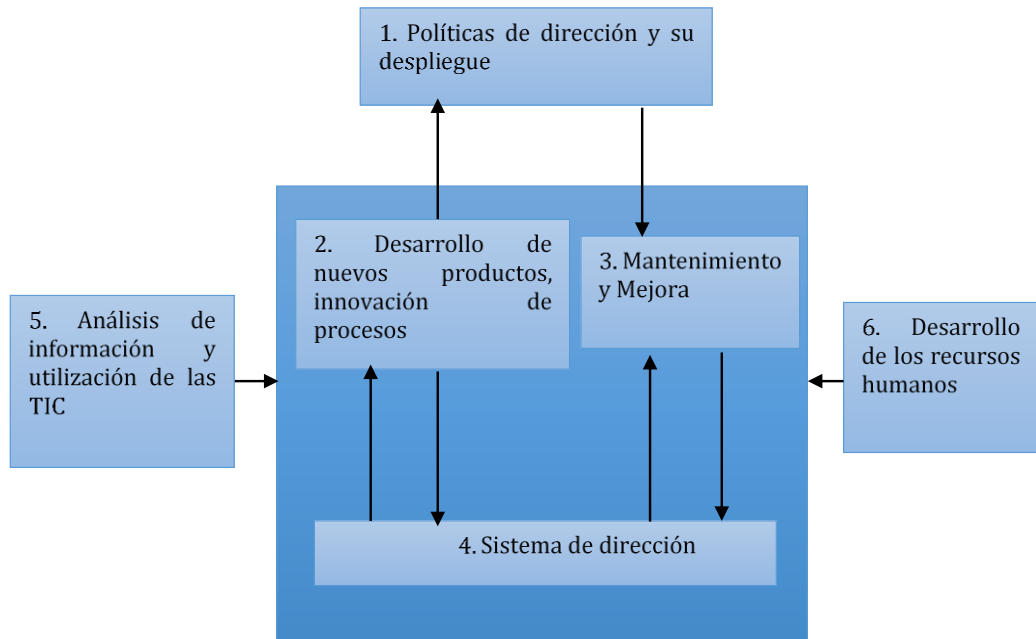 1. Políticas de dirección y su
despliegue
2. Desarrollo de
nuevos productos,
innovación de
procesos
3. Mantenimiento
y Mejora
5. Análisis de
información y
utilización de las
TIC
6. Desarrollo
de los recursos
humanos
4. Sistema de dirección